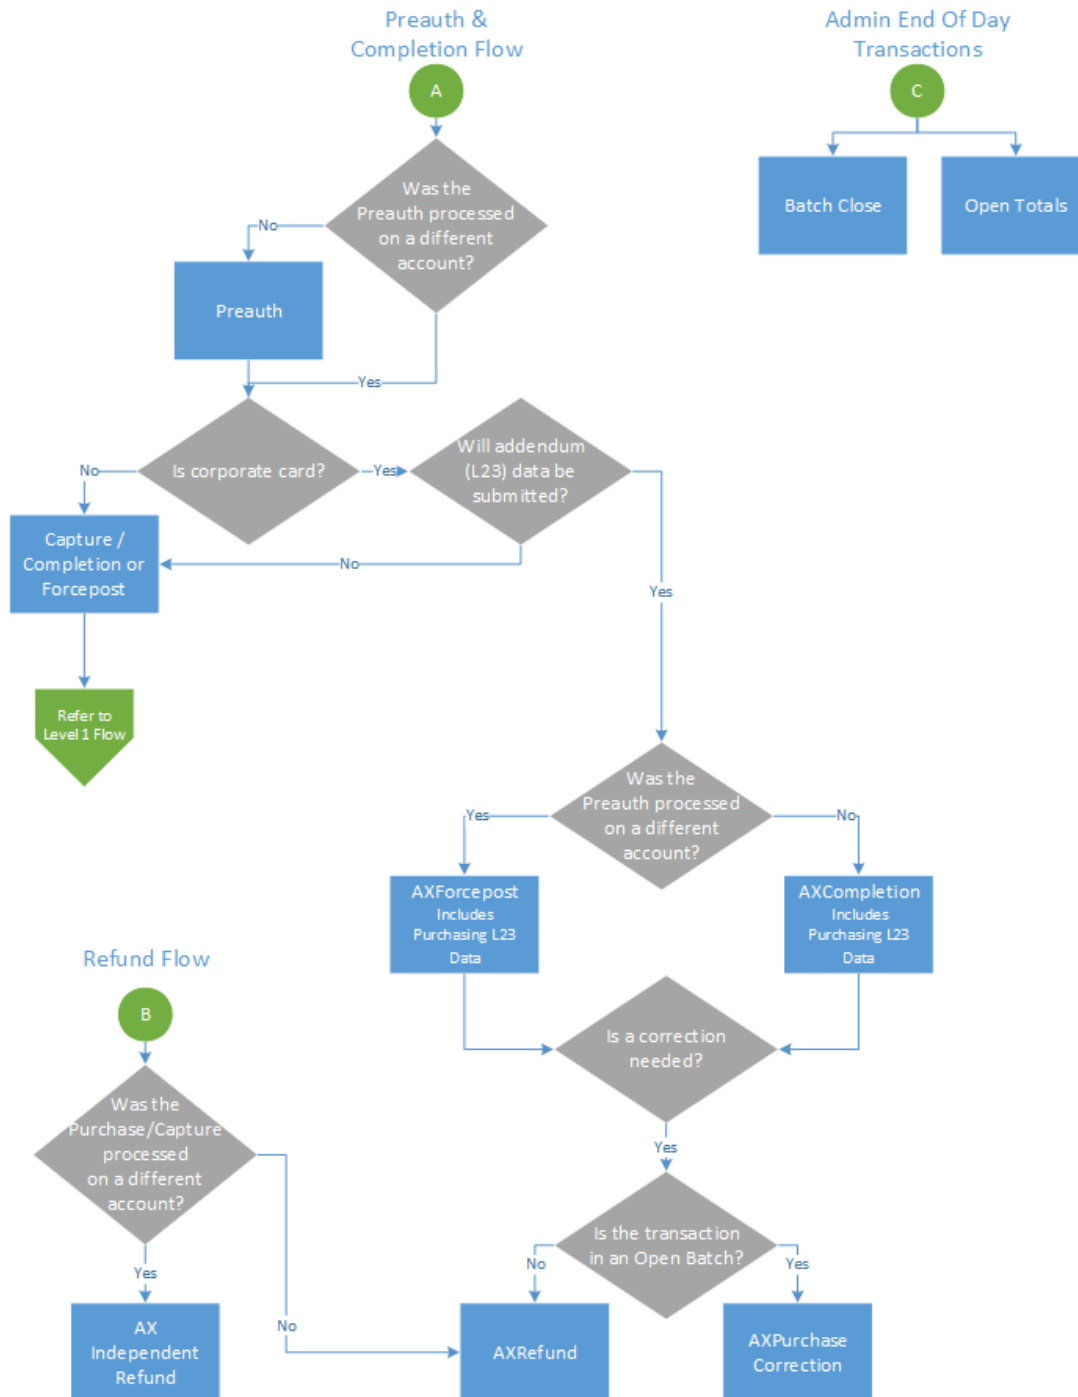 Preauth &
Completion Flow
A
Was the
Preauth processed
on a different
account?
No
Preauth
Yes
Is corporate card?
No
Yes
Will addendum
(L23) data be
submitted?
No
Yes
Capture /
Completion or
Forcepost
Refer to
Level 1 Flow
Was the
Preauth processed
on a different
account?
Yes
No
AXForcepost
Includes
Purchasing L23
Data
AXCompletion
Includes
Purchasing L23
Data
Is a correction
needed?
Yes
Is the transaction
in an Open Batch?
No
Yes
AXRefund
AXPurchase
Correction
Admin End Of Day
Transactions
C
Batch Close
Open Totals
Refund Flow
B
Was the
Purchase/Capture
processed
on a different
account?
Yes
No
AX
Independent
Refund